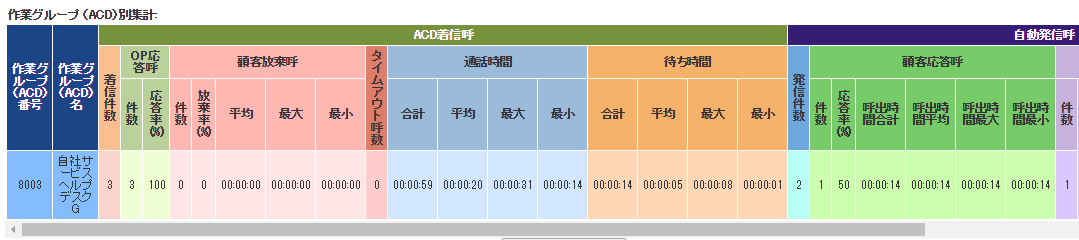 作業グループ（ACD）別集計
作業グループ（ACD）番号
作業グループ（ACD）名
ACD着信呼
自動発信呼
着信件数
OP応答呼
顧客放棄呼
タイムアウト呼数
通話時間
待ち時間
発信件数
顧客応答呼
件数
応答率(%)
件数
放棄率(%)
平均
最大
最小
合計
平均
最大
最小
合計
平均
最大
最小
件数
応答率(%)
呼出時間合計
呼出時間平均
呼出時間最大
呼出時間最小
件数
8003
自社サービスヘルプデスクG
3
3
100
0
0
00:00:00
00:00:00
00:00:00
0
00:00:59
00:00:20
00:00:31
00:00:14
00:00:14
00:00:05
00:00:08
00:00:01
2
1
50
00:00:14
00:00:14
00:00:14
00:00:14
1